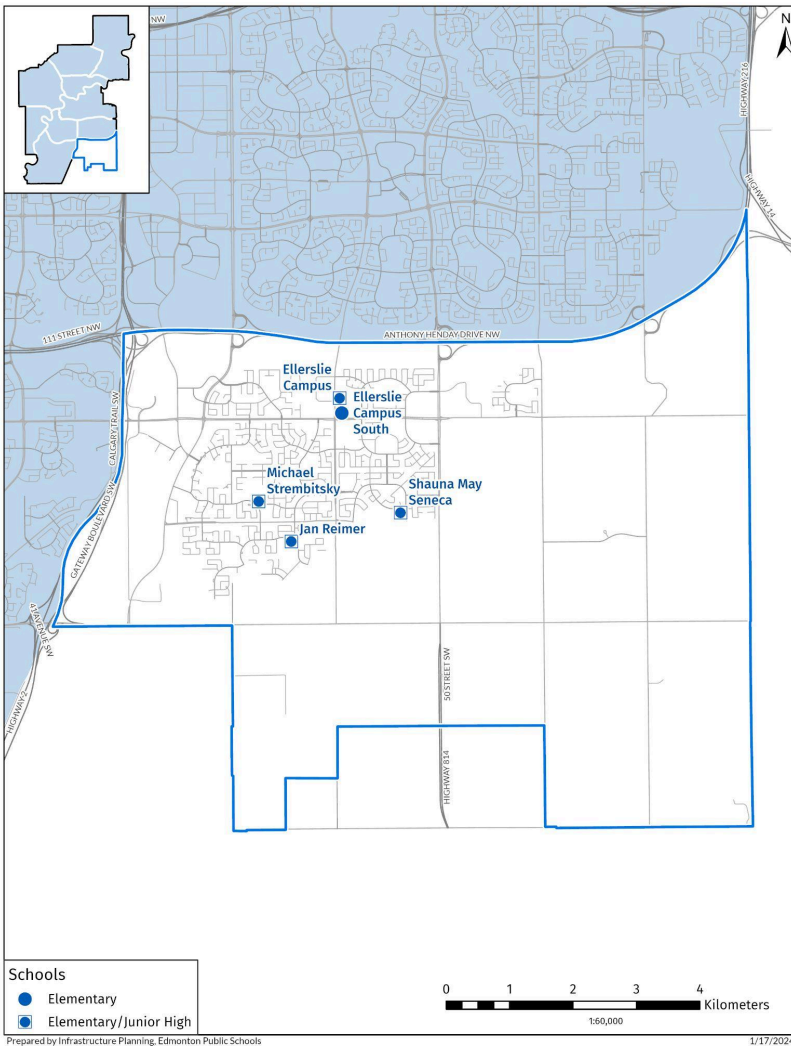 NW
N
HIGHWAY 216
HIGHWAY 14
111 STREET NW
ANTHONY HENDAY DRIVE NW
CALGARY TRAIL SW
GATEWAY BOULEVARD SW
Ellerslie
Campus
Ellerslie
Campus
South
Michael
Strembitsky
Shauna May
Seneca
Jan Reimer
41 AVENUE SW
HIGHWAY 2
50 STREET SW
HIGHWAY 814
Schools
Elementary
Elementary/Junior High
0 1 2 3 4
Kilometers
1:60,000
Prepared by Infrastructure Planning, Edmonton Public Schools
1/17/2024